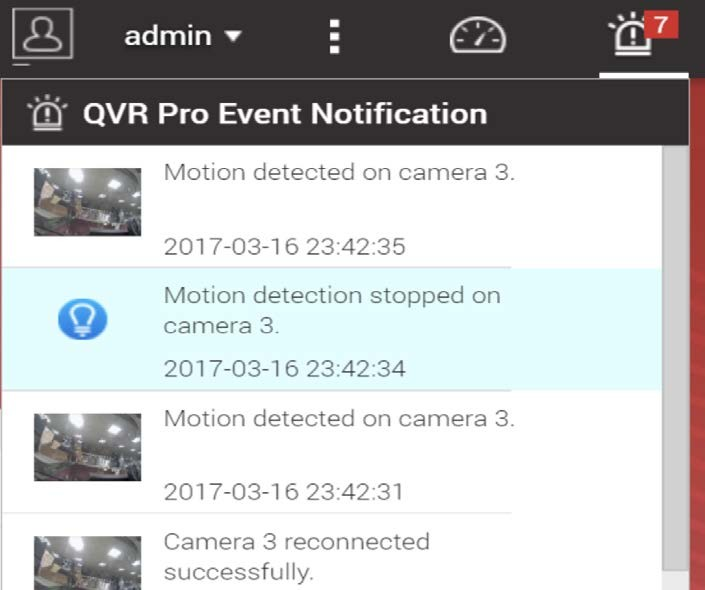 admin
7
QVR Pro Event Notification
Motion detected on camera 3.
2017-03-16 23:42:35
Motion detection stopped on
camera 3.
2017-03-16 23:42:34
Motion detected on camera 3.
2017-03-16 23:42:31
Camera 3 reconnected
successfully.